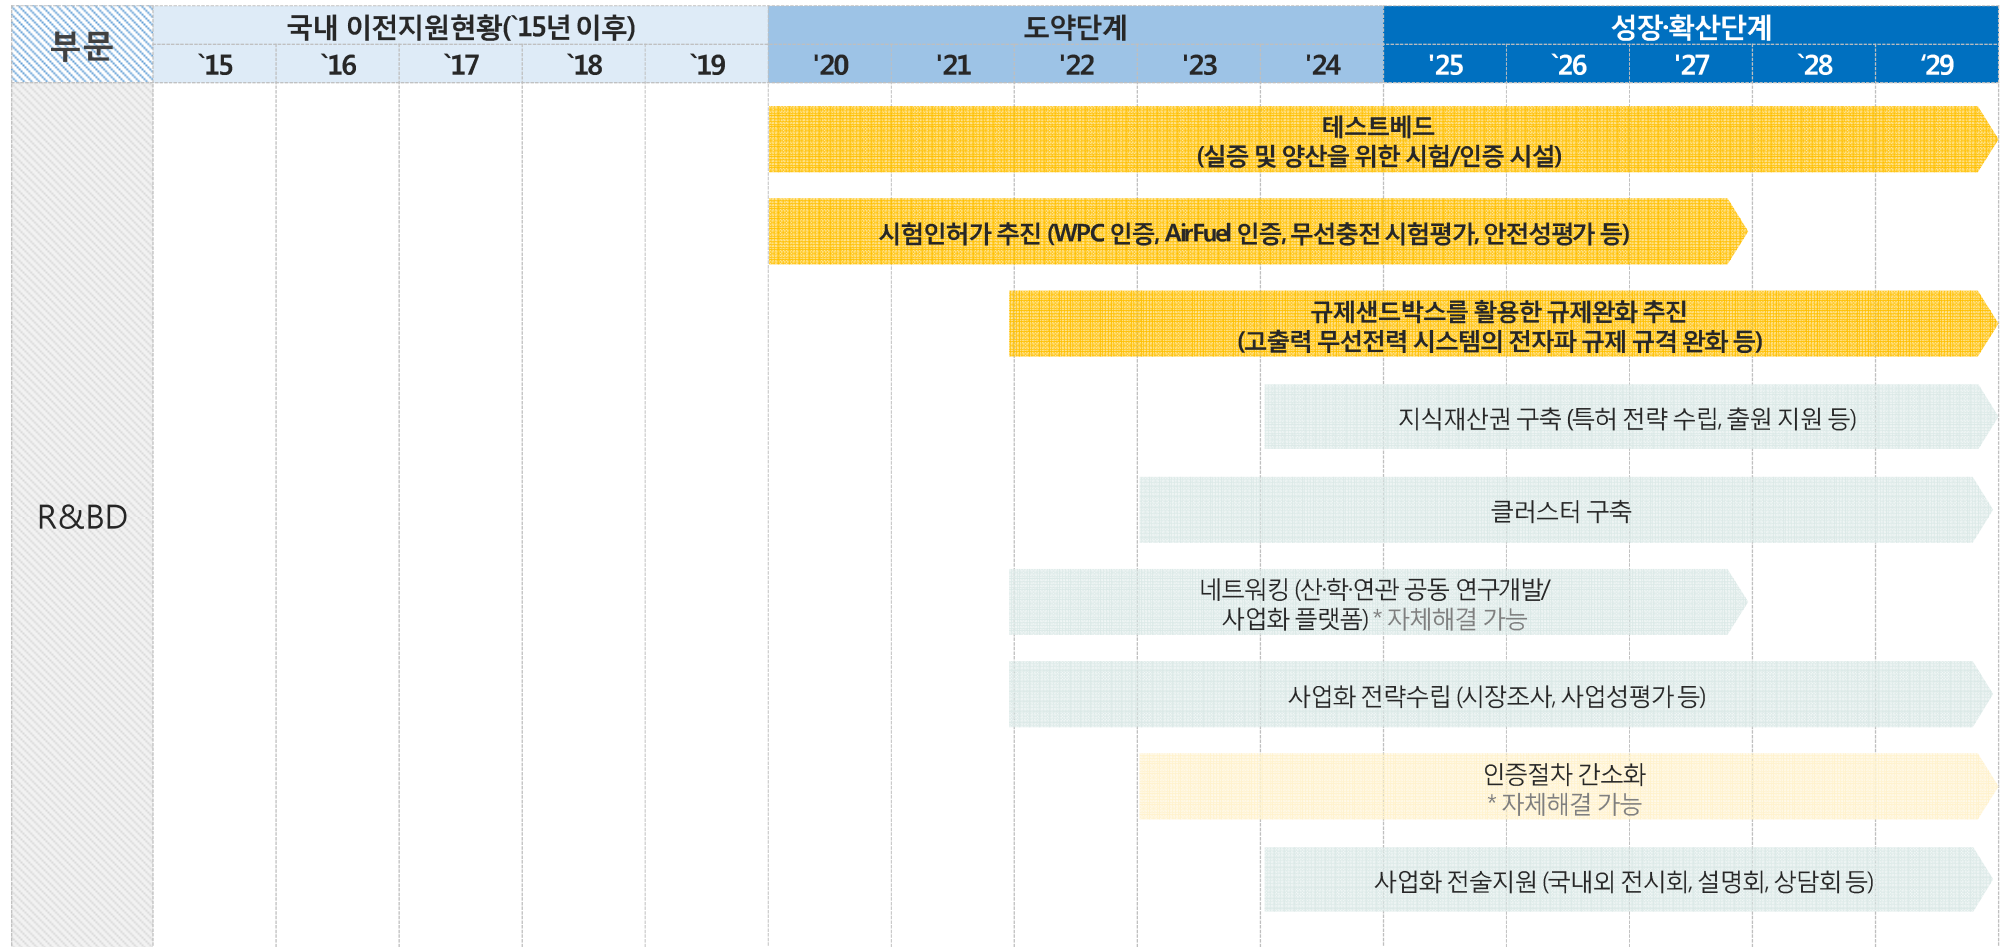 부문
국내 이전지원현황(`15년 이후)
도약단계
성장·확산단계
`15
`16
`17
`18
`19
'20
'21
'22
'23
'24
'25
`26
'27
`28
‘29
R&BD
테스트베드
(실증 및 양산을 위한 시험/인증 시설)
시험인허가 추진 (WPC 인증, AirFuel 인증, 무선충전 시험평가, 안전성평가 등)
규제샌드박스를 활용한 규제완화 추진
(고출력 무선전력 시스템의 전자파 규제 규격 완화 등)
지식재산권 구축 (특허 전략 수립, 출원 지원 등)
클러스터 구축
네트워킹 (산·학·연관 공동 연구개발/
사업화 플랫폼) * 자체해결 가능
사업화 전략수립 (시장조사, 사업성평가 등)
인증절차 간소화
* 자체해결 가능
사업화 전술지원 (국내외 전시회, 설명회, 상담회 등)